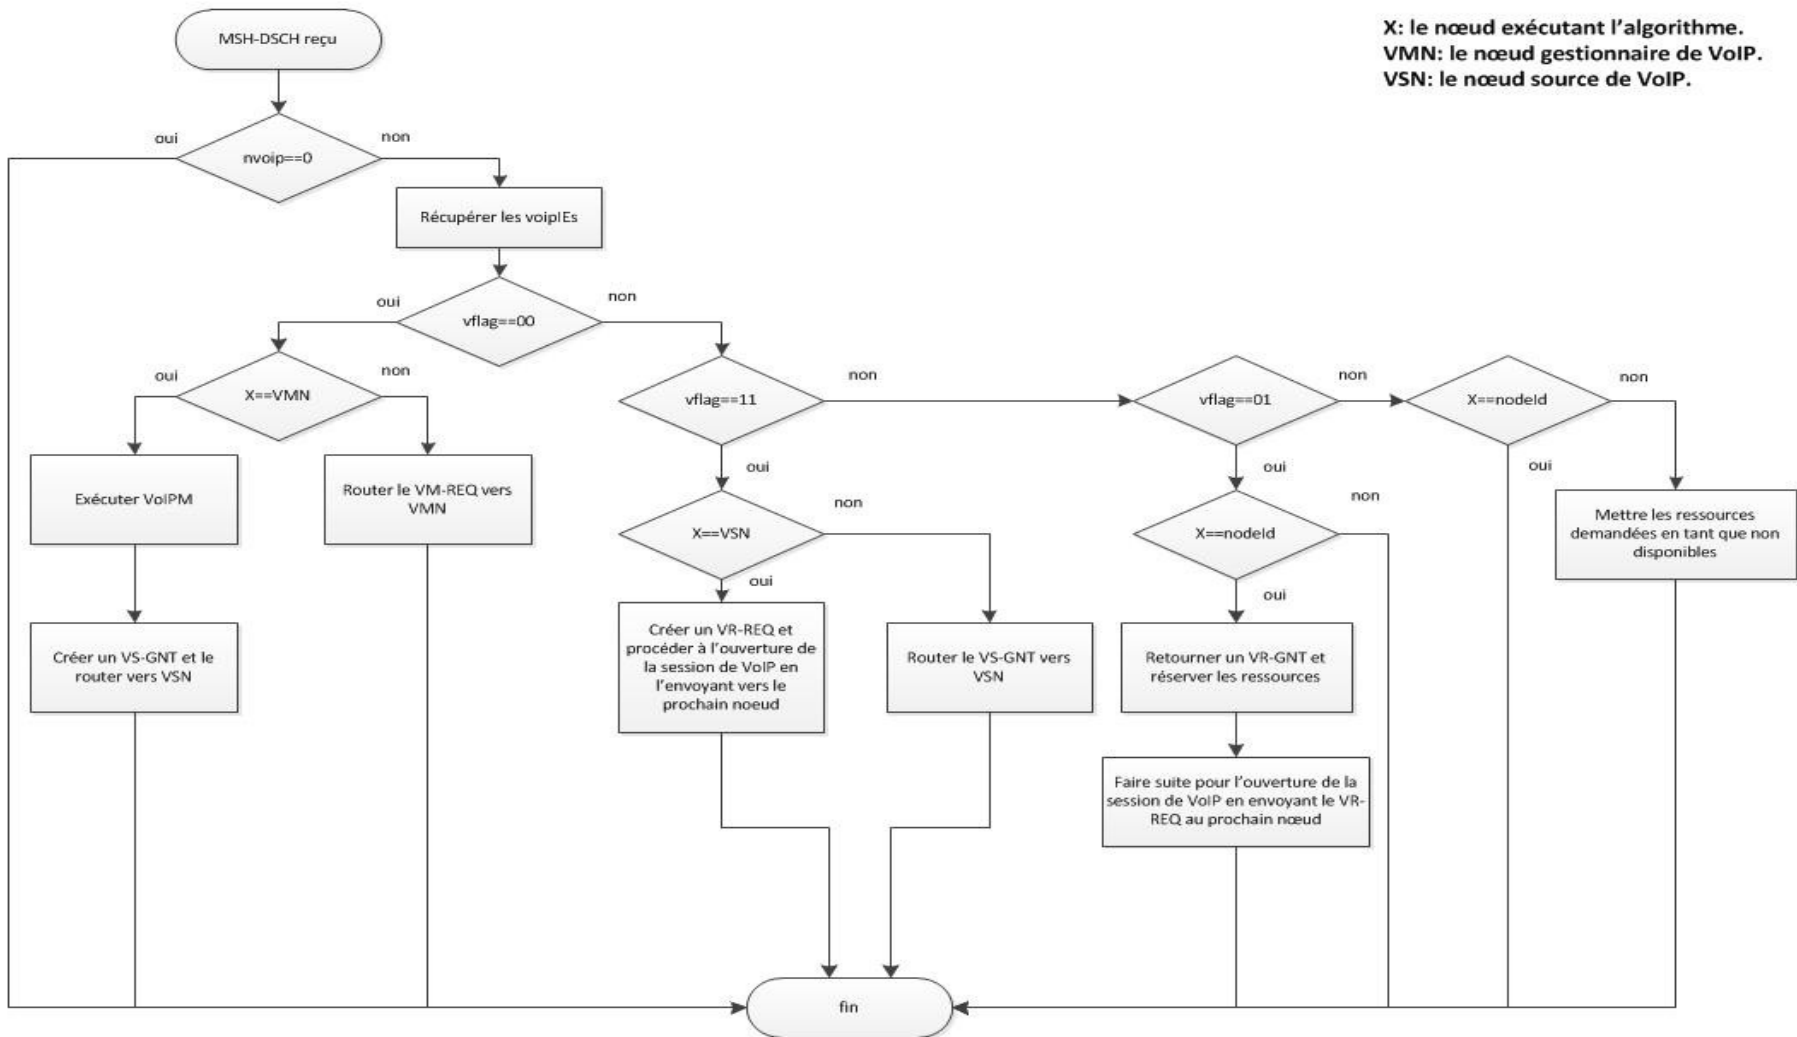 X: le nœud exécutant l'algorithme.
VMN: le nœud gestionnaire de VoIP.
VSN: le nœud source de VoIP.
MSH-DSCH reçu
oui
non
nvoip==0
Récupérer les voipIEs
oui
non
vflag==00
oui
non
X==VMN
non
non
non
vflag==11
vflag==01
X==nodeId
Exécuter VoIPM
Router le VM-REQ vers
VMN
oui
oui
oui
non
non
X==VSN
X==nodeId
Mettre les ressources
demandées en tant que non
disponibles
oui
oui
Créer un VS-GNT et le
router vers VSN
Créer un VR-REQ et
procéder à l'ouverture de
la session de VoIP en
l'envoyant vers le
prochain noeud
Router le VS-GNT vers
VSN
Retourner un VR-GNT et
réserver les ressources
Faire suite pour l'ouverture de la
session de VoIP en envoyant le VR-
REQ au prochain nœud
fin